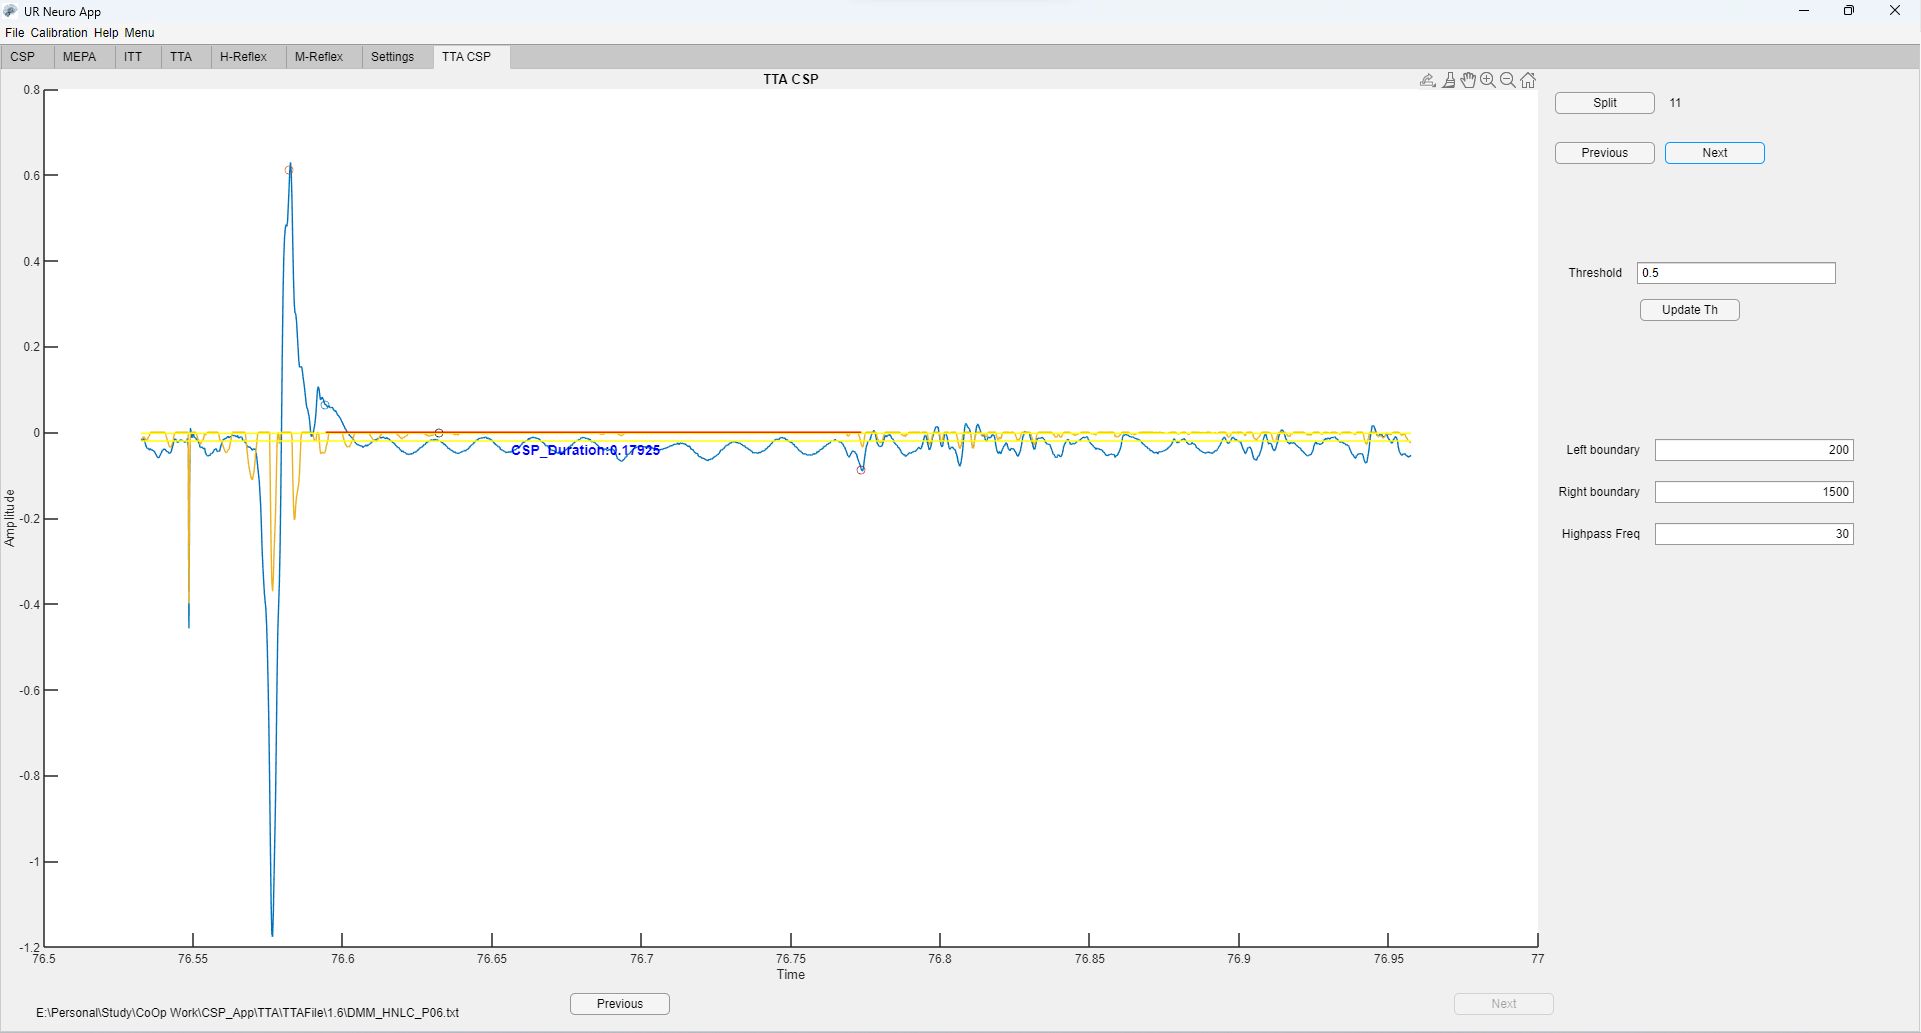 UR Neuro App
File Calibration Help Menu
CSP MEPA ITT TTA H-Reflex M-Reflex Settings TTA CSP
TTA CSP
0.8
0.6
0.4
0.2
0
-0.2
-0.4
-0.6
-0.8
-1
-1.2
Amplitude
CSP_Duration:0.17925
76.5 76.55 76.6 76.65 76.7 76.75 76.8 76.85 76.9 76.95 77
Time
Split 11
Previous Next
Threshold 0.5
Update Th
Left boundary 200
Right boundary 1500
Highpass Freq 30
Previous Next
E:\Personal\Study\CoOp Work\CSP_App\TTA\TTAFile\1.6\DMM_HNLC_P06.txt